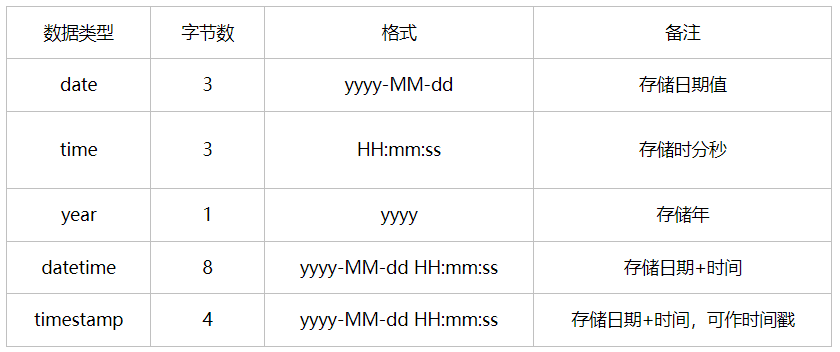 数据类型 字节数 格式 备注
date 3 yyyy-MM-dd 存储日期值
time 3 HH:mm:ss 存储时分秒
year 1 yyyy 存储年
datetime 8 yyyy-MM-dd HH:mm:ss 存储日期+时间
timestamp 4 yyyy-MM-dd HH:mm:ss 存储日期+时间，可作时间戳